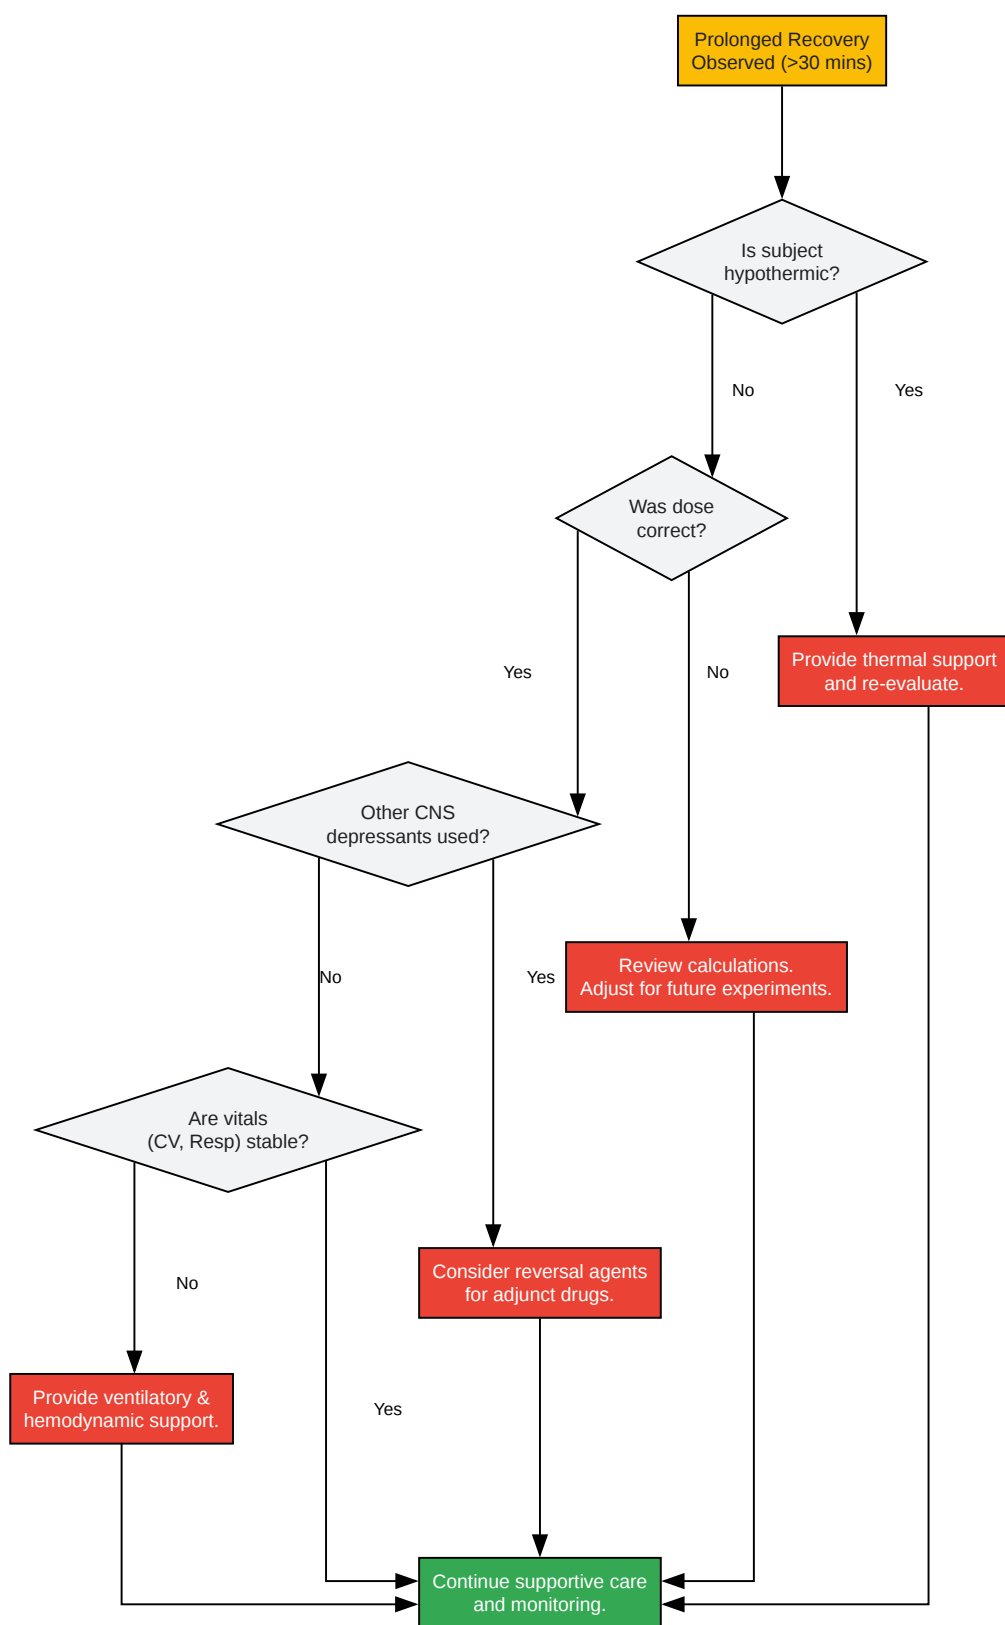 Prolonged Recovery
Observed (>30 mins)
Is subject
hypothermic?
No
Yes
Was dose
correct?
Yes
No
Provide thermal support
and re-evaluate.
Other CNS
depressants used?
No
Yes
Review calculations.
Adjust for future experiments.
Are vitals
(CV, Resp) stable?
No
Consider reversal agents
for adjunct drugs.
Provide ventilatory &
hemodynamic support.
Yes
Continue supportive care
and monitoring.